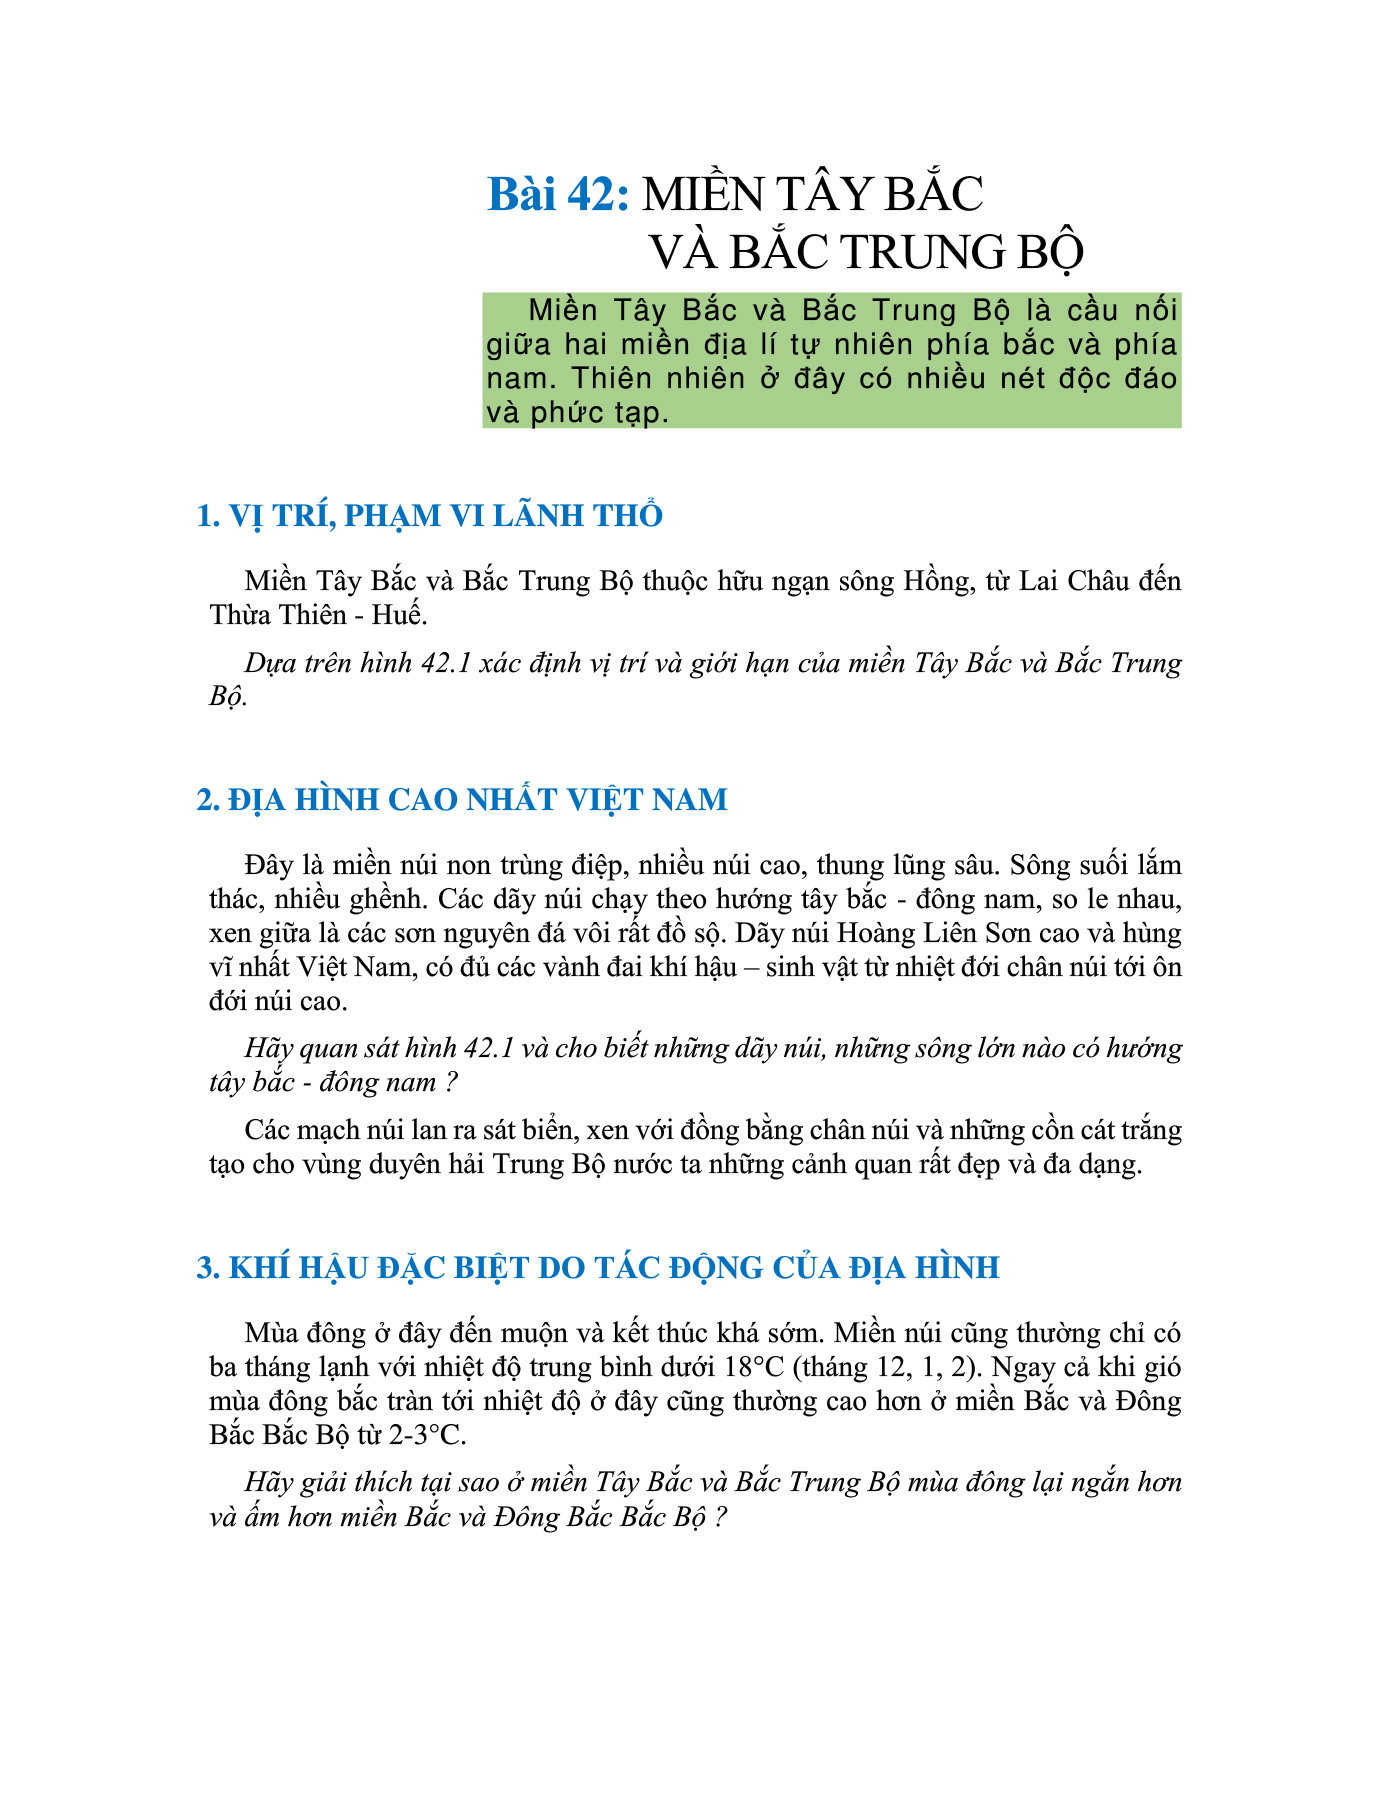 Bài 42: MIỀN TÂY BẮC
VÀ BẮC TRUNG BỘ
Miền Tây Bắc và Bắc Trung Bộ là cầu nối
giữa hai miền địa lí tự nhiên phía bắc và phía
nam. Thiên nhiên ở đây có nhiều nét độc đáo
và phức tạp.
1. VỊ TRÍ, PHẠM VI LÃNH THỔ
Miền Tây Bắc và Bắc Trung Bộ thuộc hữu ngạn sông Hồng, từ Lai Châu đến
Thừa Thiên - Huế.
Dựa trên hình 42.1 xác định vị trí và giới hạn của miền Tây Bắc và Bắc Trung
Bộ.
2. ĐỊA HÌNH CAO NHẤT VIỆT NAM
Đây là miền núi non trùng điệp, nhiều núi cao, thung lũng sâu. Sông suối lắm
thác, nhiều ghềnh. Các dãy núi chạy theo hướng tây bắc - đông nam, so le nhau,
xen giữa là các sơn nguyên đá vôi rất đồ sộ. Dãy núi Hoàng Liên Sơn cao và hùng
vĩ nhất Việt Nam, có đủ các vành đai khí hậu – sinh vật từ nhiệt đới chân núi tới ôn
đới núi cao.
Hãy quan sát hình 42.1 và cho biết những dãy núi, những sông lớn nào có hướng
tây bắc - đông nam ?
Các mạch núi lan ra sát biển, xen với đồng bằng chân núi và những cồn cát trắng
tạo cho vùng duyên hải Trung Bộ nước ta những cảnh quan rất đẹp và đa dạng.
3. KHÍ HẬU ĐẶC BIỆT DO TÁC ĐỘNG CỦA ĐỊA HÌNH
Mùa đông ở đây đến muộn và kết thúc khá sớm. Miền núi cũng thường chỉ có
ba tháng lạnh với nhiệt độ trung bình dưới 18°C (tháng 12, 1, 2). Ngay cả khi gió
mùa đông bắc tràn tới nhiệt độ ở đây cũng thường cao hơn ở miền Bắc và Đông
Bắc Bắc Bộ từ 2-3°C.
Hãy giải thích tại sao ở miền Tây Bắc và Bắc Trung Bộ mùa đông lại ngắn hơn
và ấm hơn miền Bắc và Đông Bắc Bắc Bộ ?